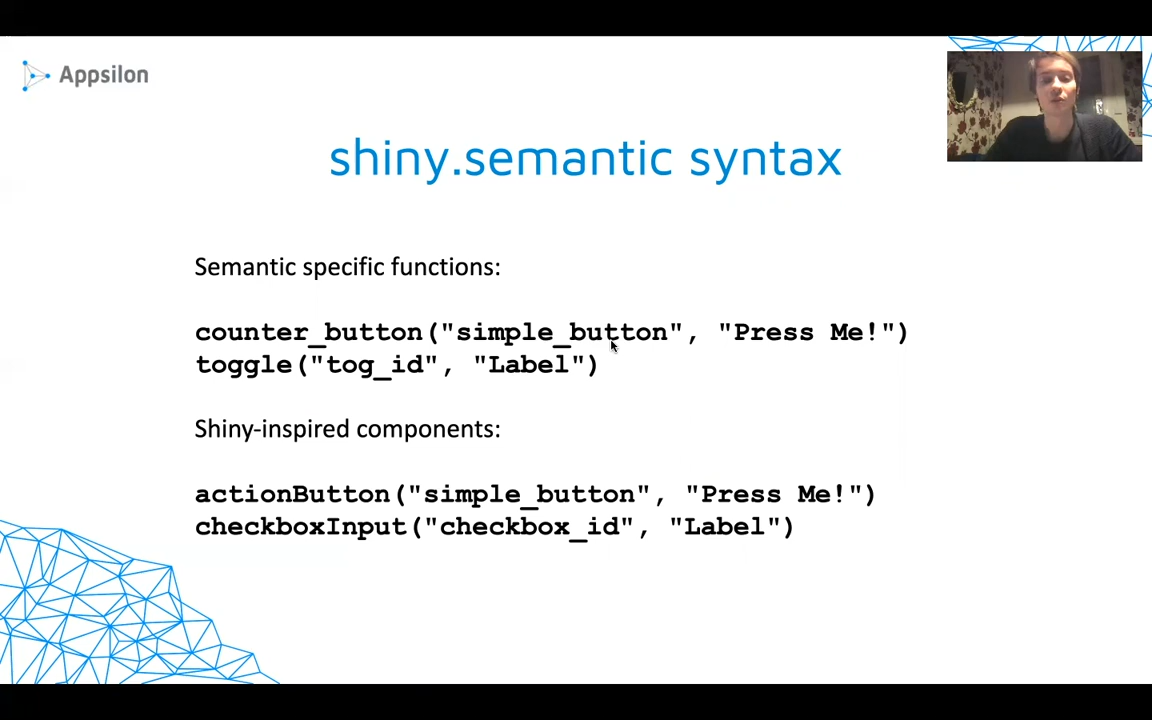 Appsilon
shiny.semantic syntax
Semantic specific functions:
counter_button("simple_button", "Press Me!")
toggle("tog_id", "Label")
Shiny-inspired components:
actionButton("simple_button", "Press Me!")
checkboxInput("checkbox_id", "Label")